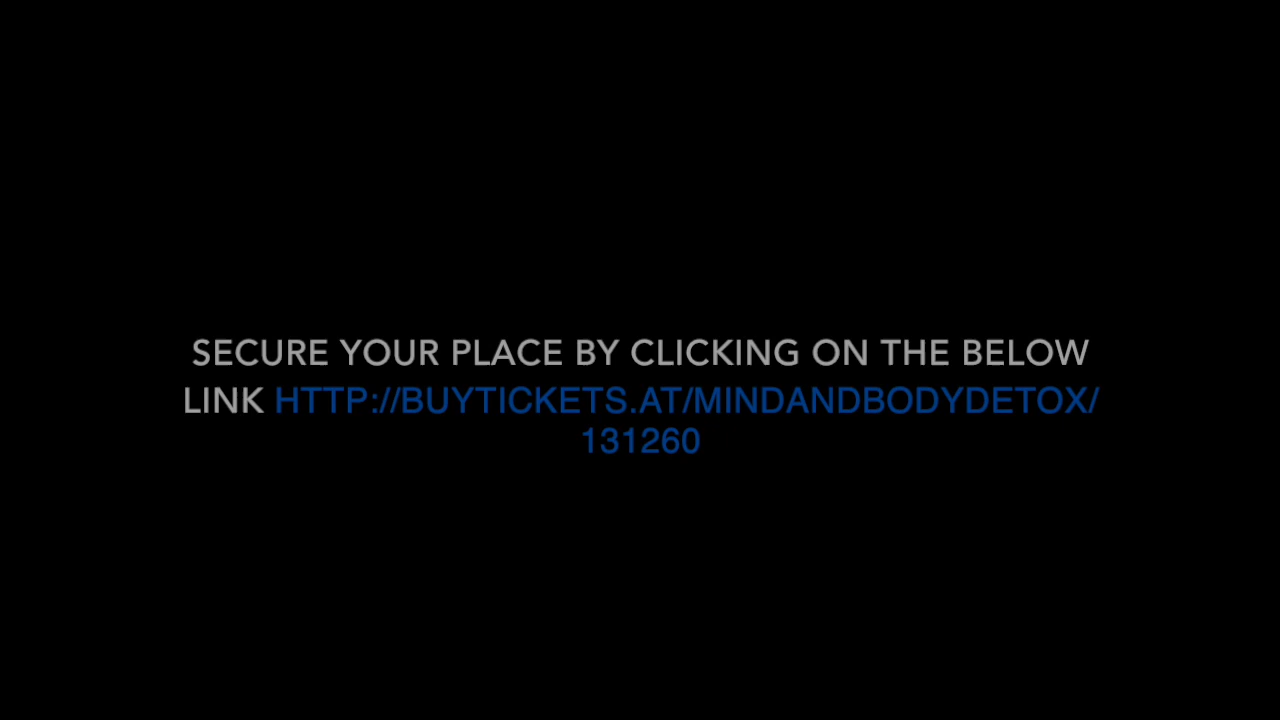 SECURE YOUR PLACE BY CLICKING ON THE BELOW
LINK HTTP://BUYTICKETS.AT/MINDANDBODYDETOX/
131260